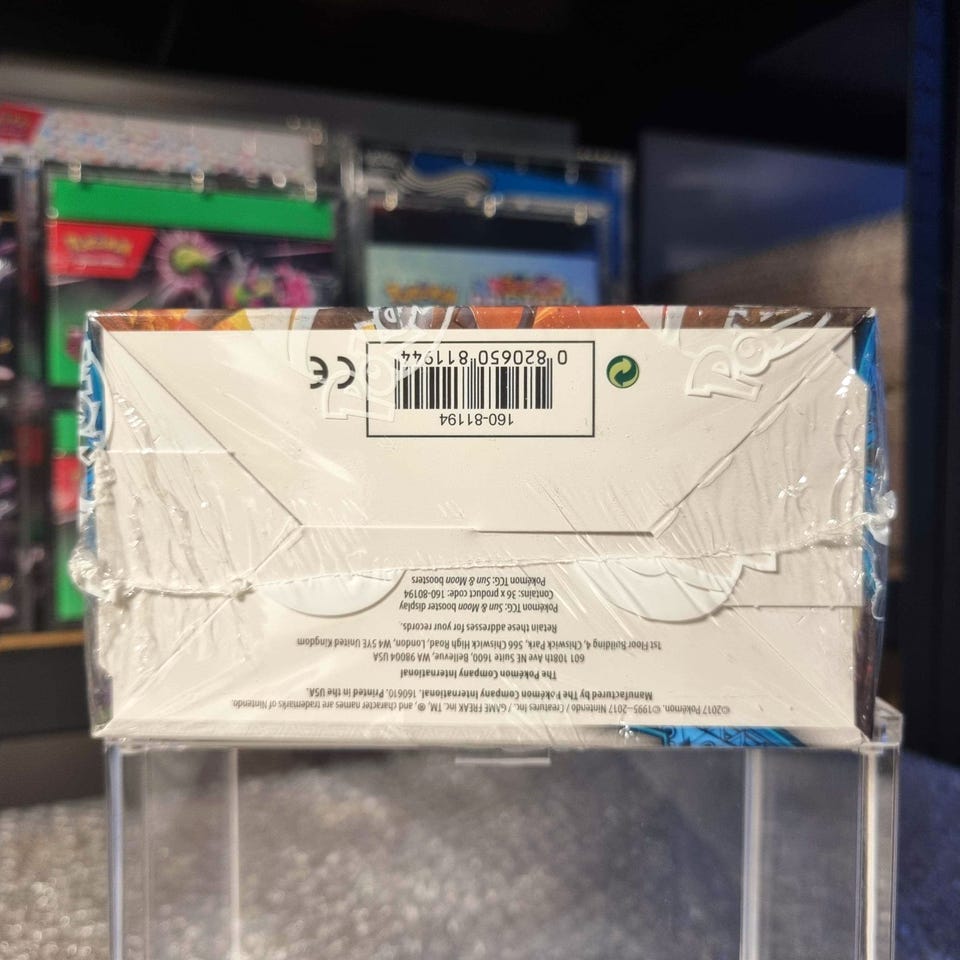 ©2017 Pokémon. ©1995–2017 Nintendo / Creatures Inc. / GAME FREAK inc. TM, ®, and character names are trademarks of Nintendo.
Manufactured by The Pokémon Company International. 160610. Printed in the USA.
The Pokémon Company International
601 108th Ave NE Suite 1600, Bellevue, WA 98004 USA
1st Floor Building 4, Chiswick Park, 566 Chiswick High Road, London, W4 5YE United Kingdom
Retain these addresses for your records.
Pokémon TCG: Sun & Moon booster display
Contains: 36 x product code: 160-80194
Pokémon TCG: Sun & Moon boosters
160-81194
0 820650 811944
CE
Pokémon
Pokémon